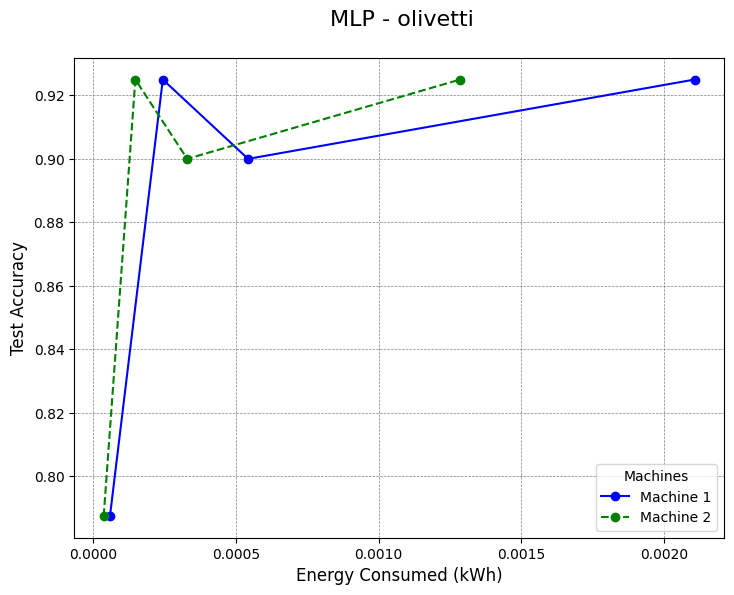 MLP - olivetti
Test Accuracy
0.92
0.90
0.88
0.86
0.84
0.82
0.80
Machines
Machine 1
Machine 2
0.0000 0.0005 0.0010 0.0015 0.0020
Energy Consumed (kWh)